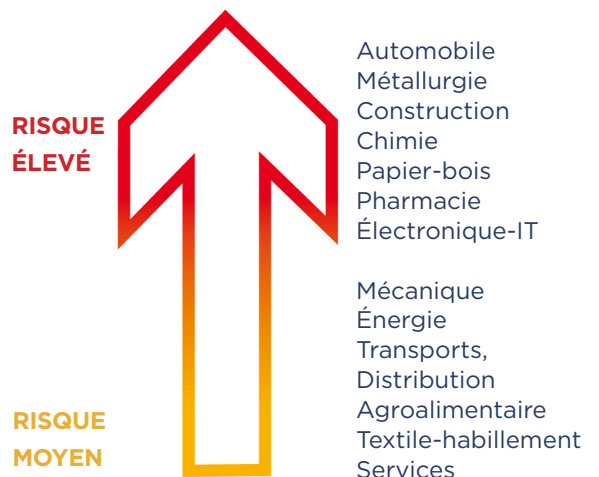 RISQUE
ÉLEVÉ
Automobile
Métallurgie
Construction
Chimie
Papier-bois
Pharmacie
Électronique-IT
Mécanique
Énergie
Transports,
Distribution
Agroalimentaire
Textile-habillement
Services
RISQUE
MOYEN